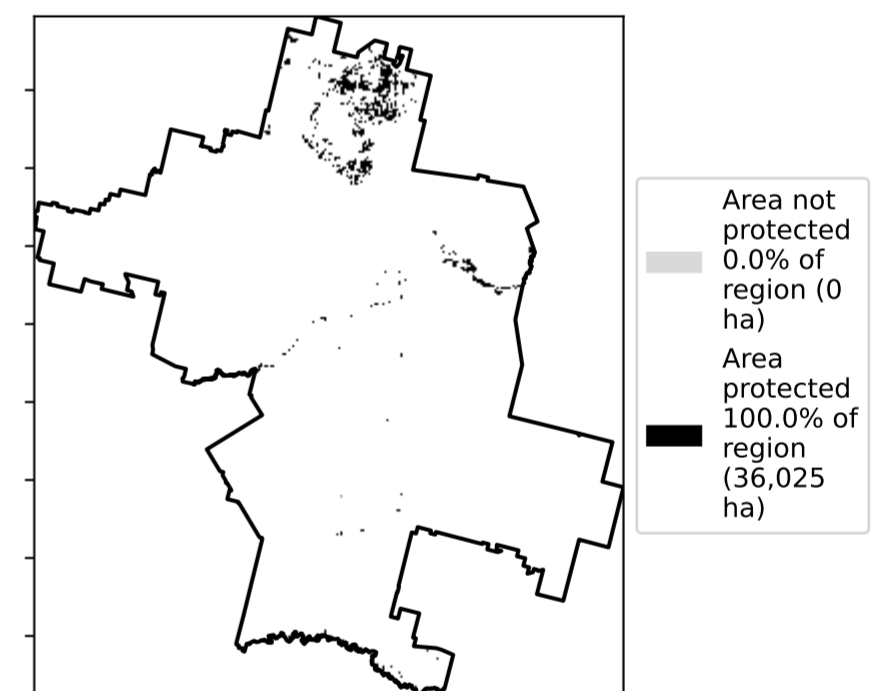 Area not
protected
0.0% of
region (0
ha)
Area
protected
100.0% of
region
(36,025
ha)